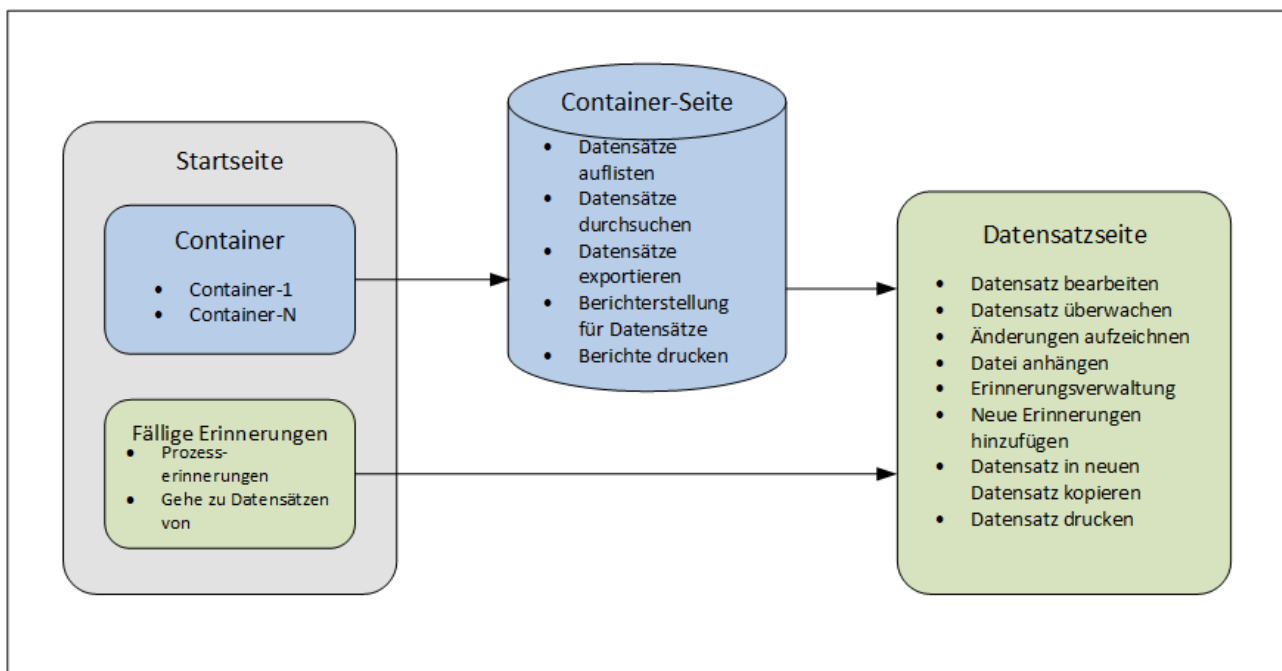 Startseite
Container
• Container-1
• Container-N
Fällige Erinnerungen
• Prozess-
erinnerungen
• Gehe zu Datensätzen
von
Container-Seite
• Datensätze
auflisten
• Datensätze
durchsuchen
• Datensätze
exportieren
• Berichterstellung
für Datensätze
• Berichte drucken
Datensatzseite
• Datensatz bearbeiten
• Datensatz überwachen
• Änderungen aufzeichnen
• Datei anhängen
• Erinnerungsverwaltung
• Neue Erinnerungen
hinzufügen
• Datensatz in neuen
Datensatz kopieren
• Datensatz drucken